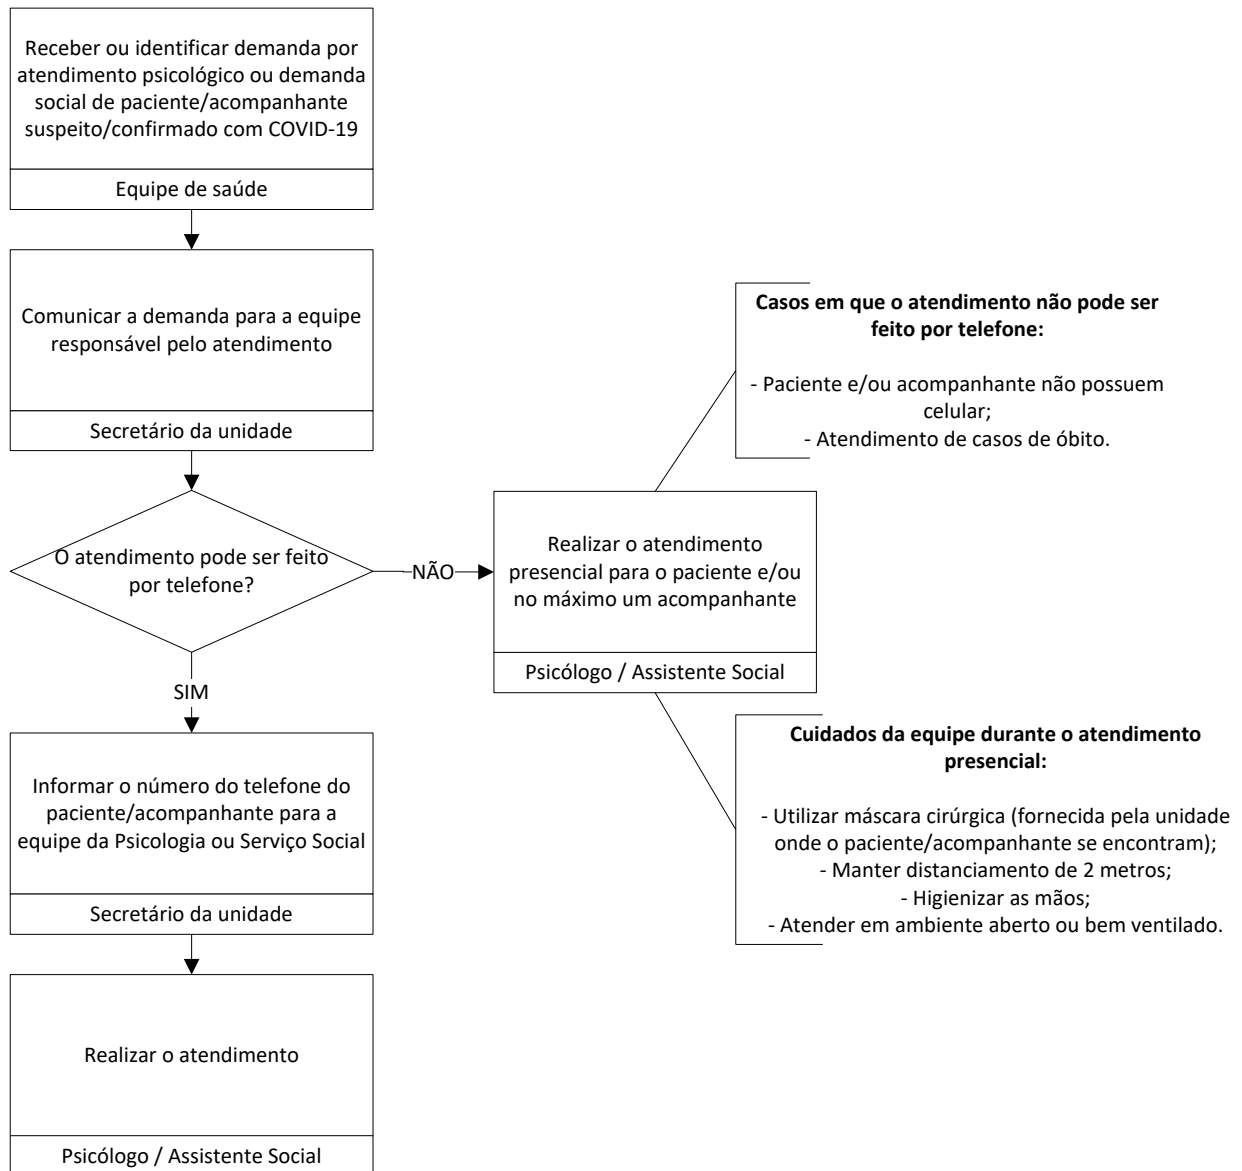 Receber ou identificar demanda por
atendimento psicológico ou demanda
social de paciente/acompanhante
suspeito/confirmado com COVID-19
Equipe de saúde
Comunicar a demanda para a equipe
responsável pelo atendimento
Secretário da unidade
O atendimento pode ser feito
por telefone?
NÃO
Realizar o atendimento
presencial para o paciente e/ou
no máximo um acompanhante
Psicólogo / Assistente Social
Casos em que o atendimento não pode ser
feito por telefone:
- Paciente e/ou acompanhante não possuem
celular;
- Atendimento de casos de óbito.
Cuidados da equipe durante o atendimento
presencial:
- Utilizar máscara cirúrgica (fornecida pela unidade
onde o paciente/acompanhante se encontram);
- Manter distanciamento de 2 metros;
- Higienizar as mãos;
- Atender em ambiente aberto ou bem ventilado.
SIM
Informar o número do telefone do
paciente/acompanhante para a
equipe da Psicologia ou Serviço Social
Secretário da unidade
Realizar o atendimento
Psicólogo / Assistente Social